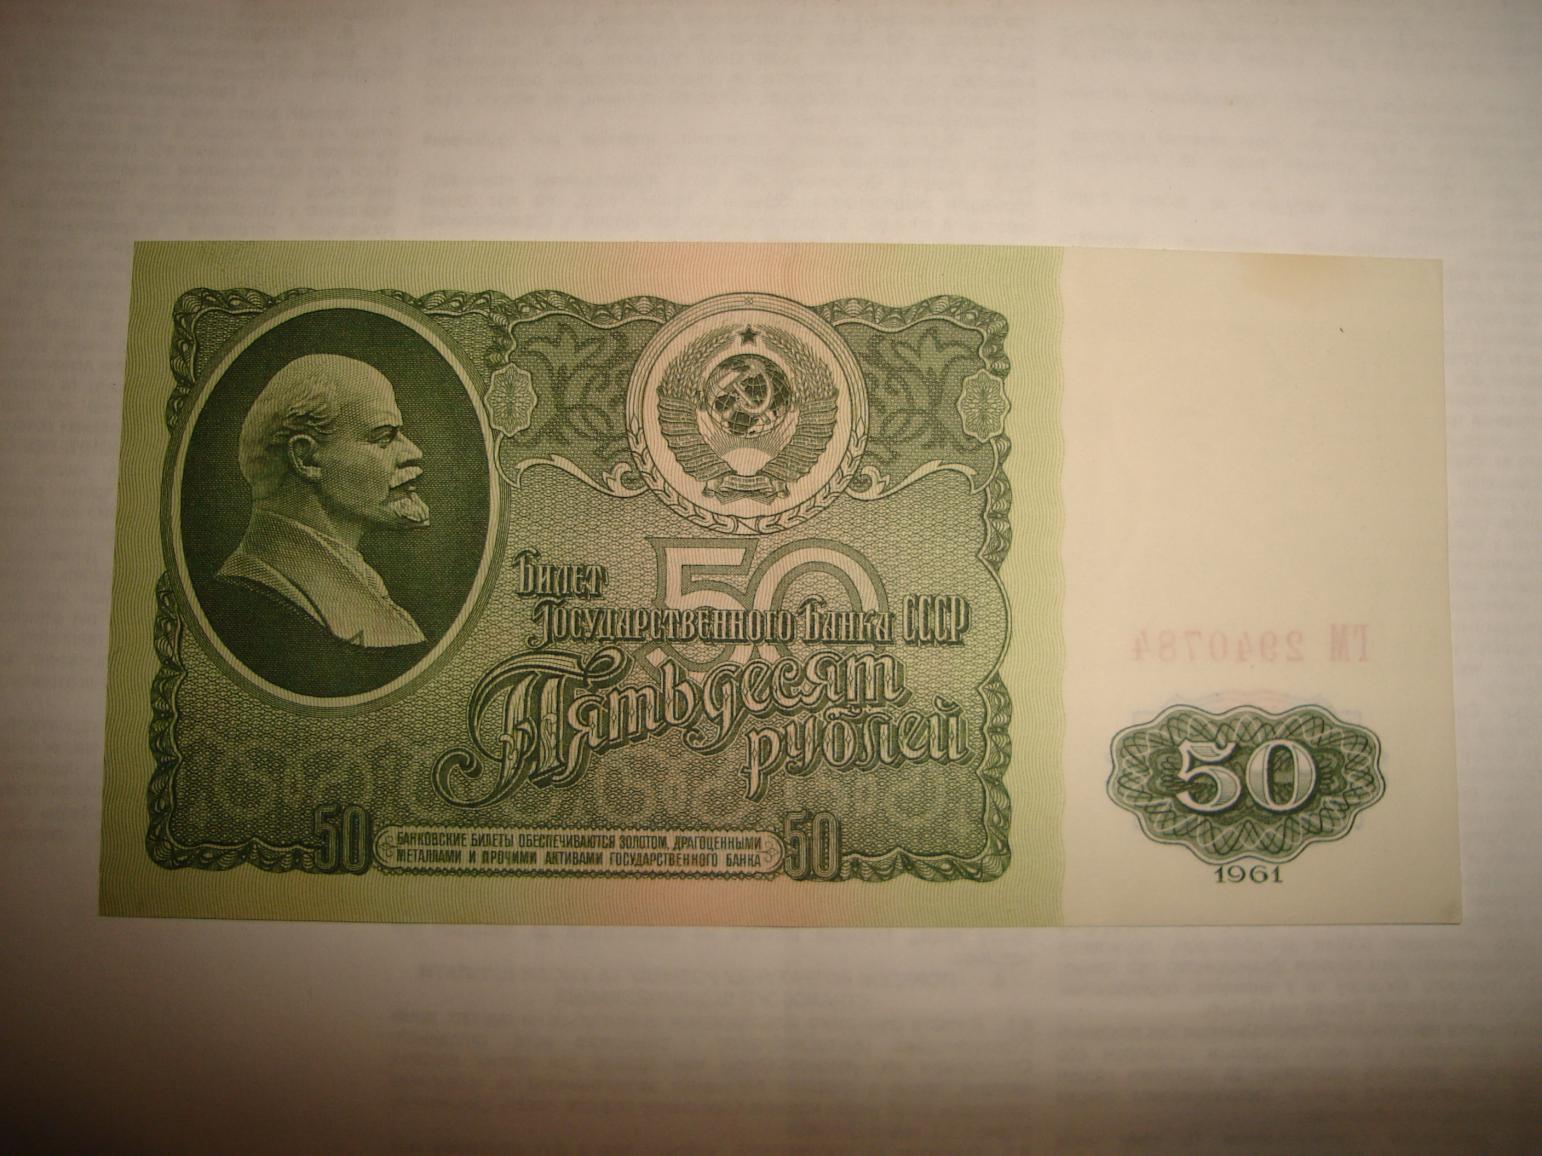 Билет
Государственного Банка СССР
50
Пятьдесят
рублей
50
БАНКОВСКИЕ БИЛЕТЫ ОБЕСПЕЧИВАЮТСЯ ЗОЛОТОМ, ДРАГОЦЕННЫМИ
МЕТАЛЛАМИ И ПРОЧИМИ АКТИВАМИ ГОСУДАРСТВЕННОГО БАНКА
50
ГМ 2940784
50
1961